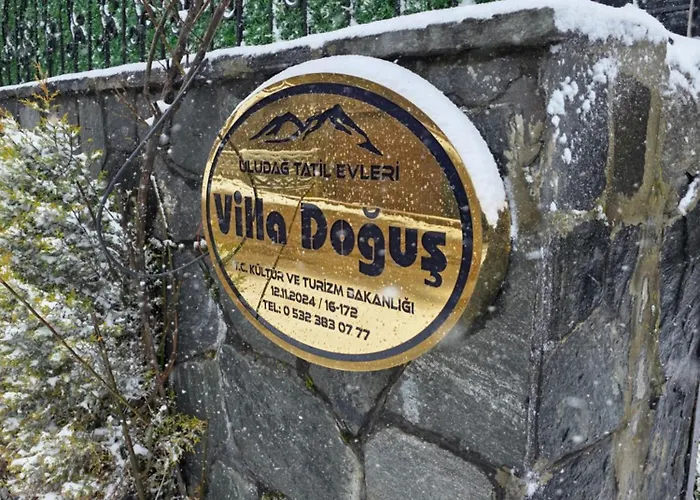 ULUDAĞ TATİL EVLERİ
Villa Doğuş
T.C. KÜLTÜR VE TURİZM BAKANLIĞI
12.11.2024 / 16-172
TEL: 0 532 383 07 77